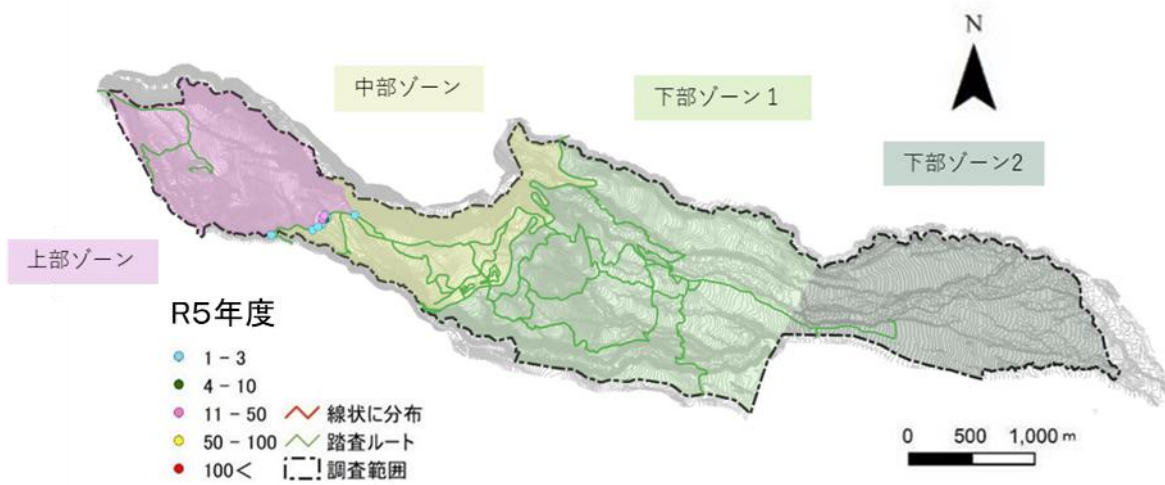 N
中部ゾーン
下部ゾーン１
下部ゾーン2
上部ゾーン
R5年度
1 － 3
4 － 10
11 － 50
線状に分布
50 － 100
踏査ルート
100＜
調査範囲
0 500 1,000 m